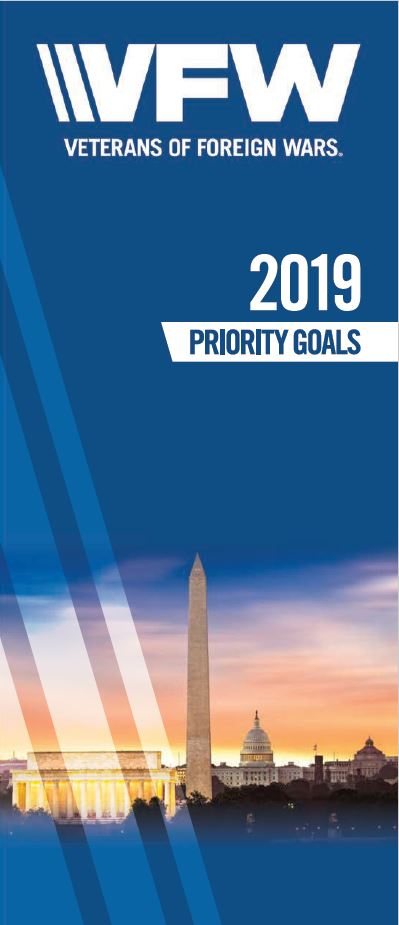 VFW
VETERANS OF FOREIGN WARS.
2019
PRIORITY GOALS